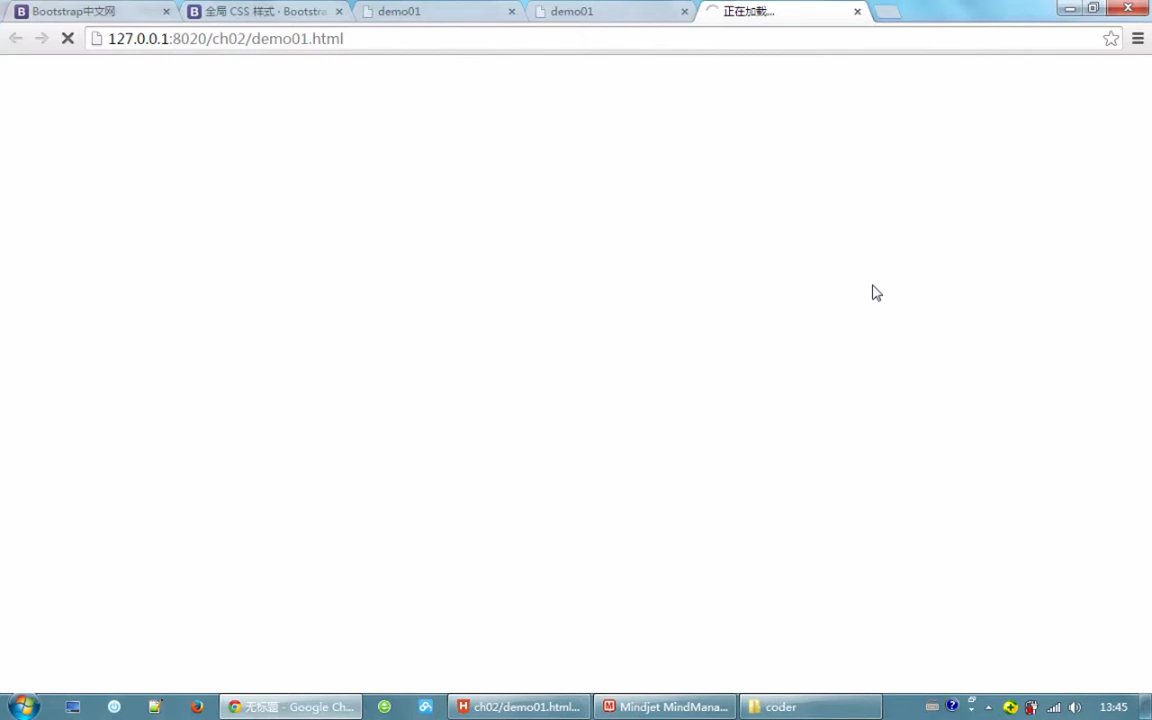 Bootstrap中文网
全局 CSS 样式 · Bootstra
demo01
demo01
正在加载...
127.0.0.1:8020/ch02/demo01.html
无标题 - Google Ch...
ch02/demo01.html...
Mindjet MindMana...
coder
13:45